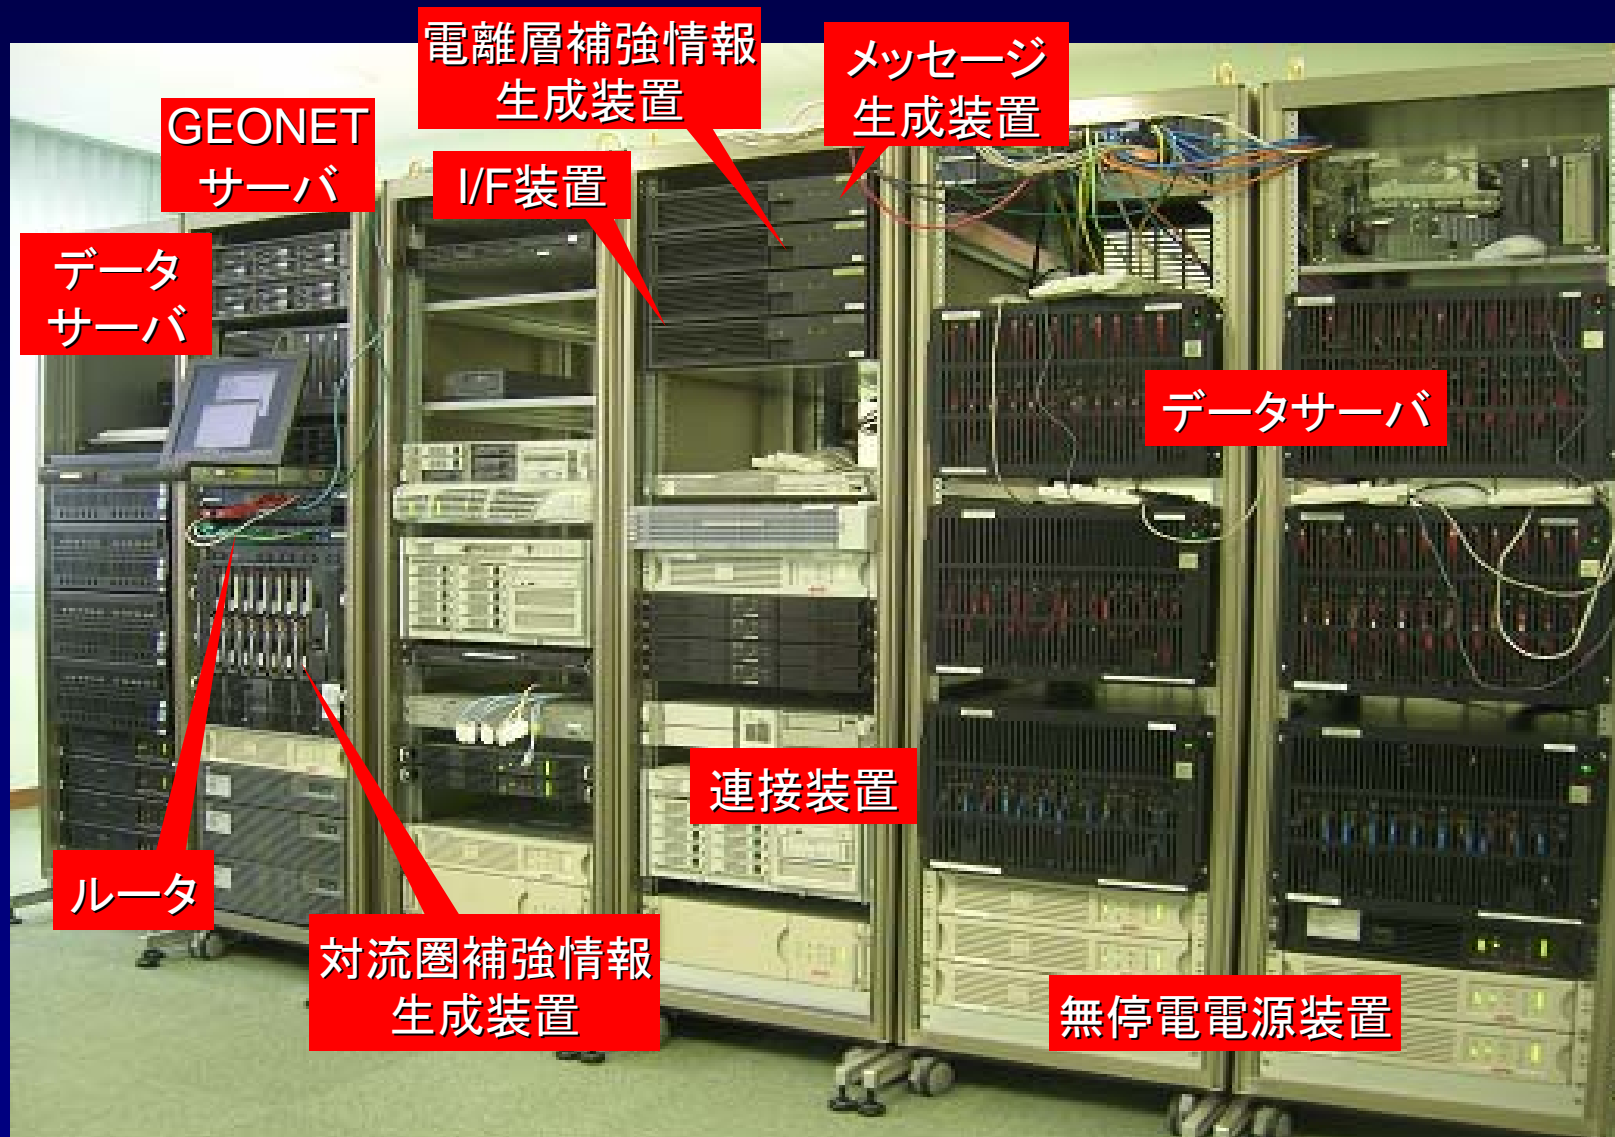 電離層補強情報
生成装置
メッセージ
生成装置
GEONET
サーバ
I/F装置
データ
サーバ
データサーバ
連接装置
ルータ
対流圏補強情報
生成装置
無停電電源装置